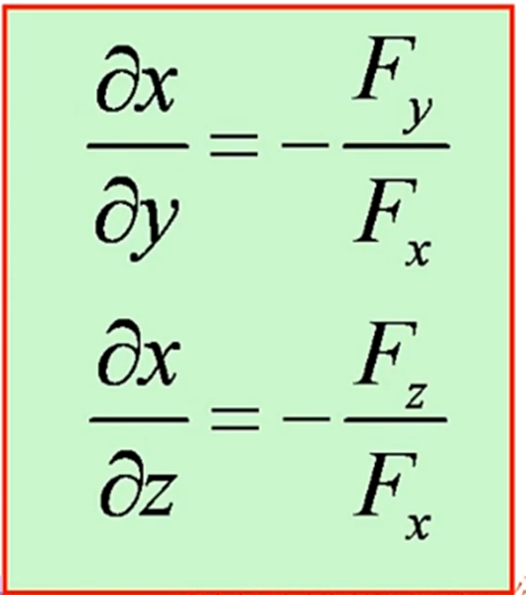 ∂x/∂y = − F_y/F_x
∂x/∂z = − F_z/F_x